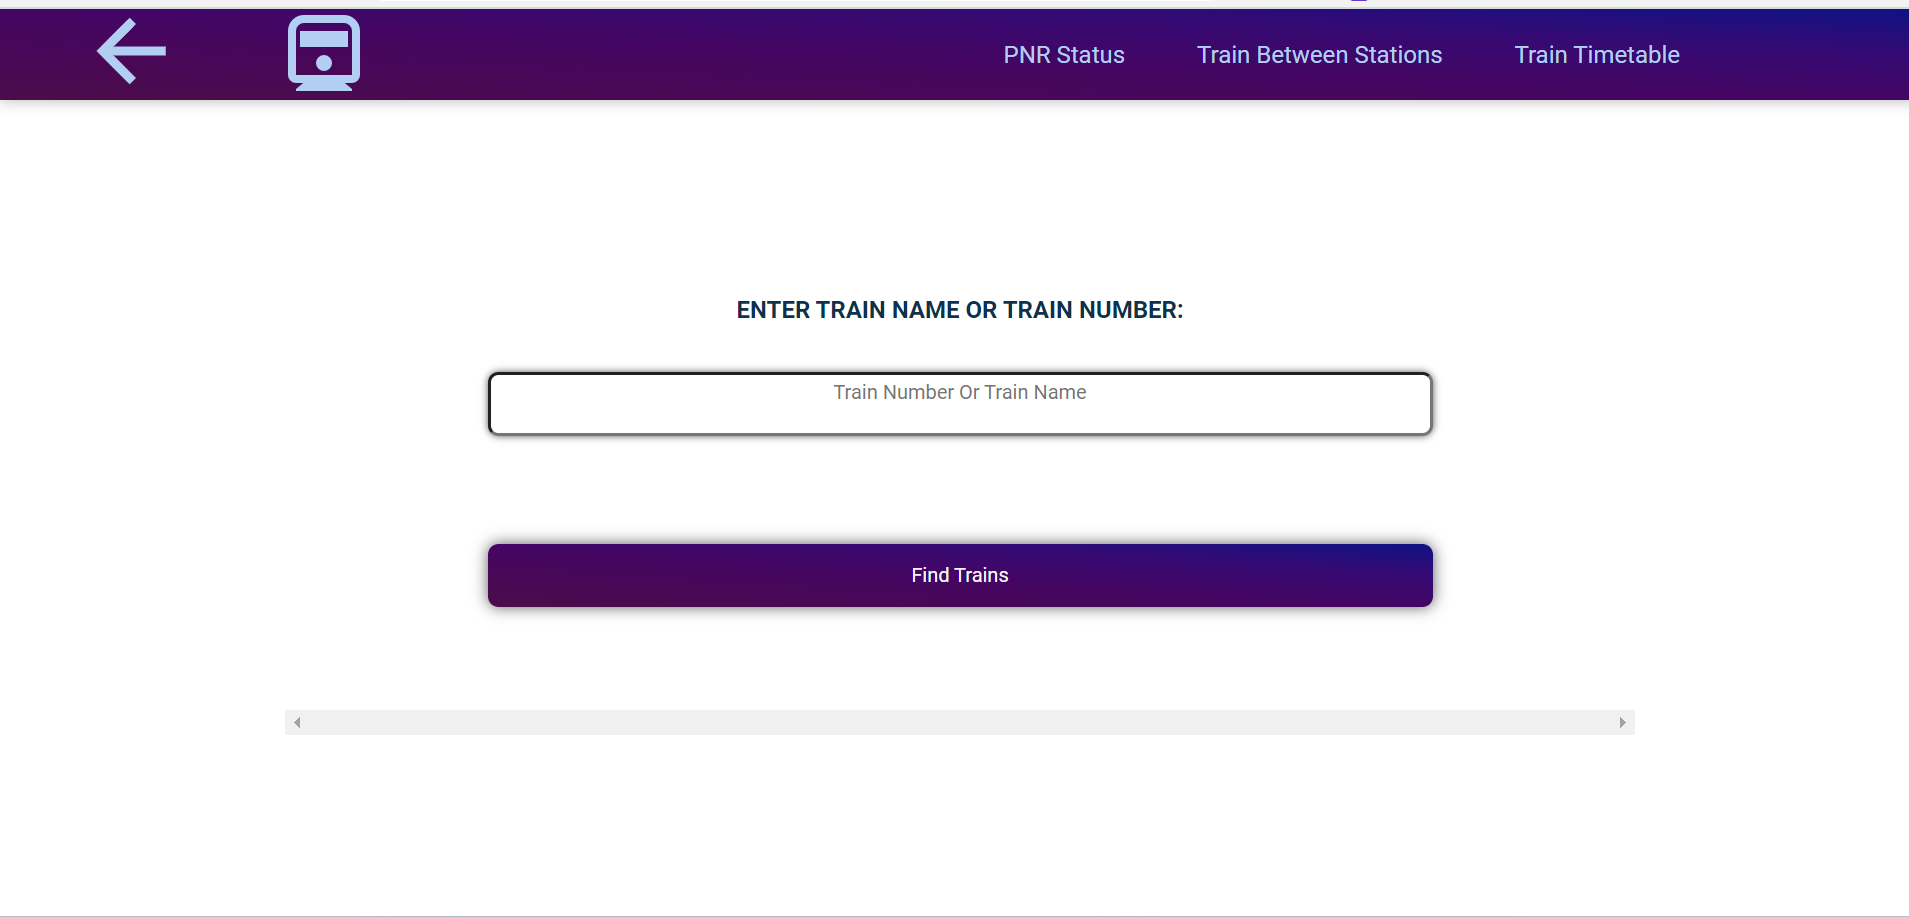 PNR Status
Train Between Stations
Train Timetable
ENTER TRAIN NAME OR TRAIN NUMBER:
Train Number Or Train Name
Find Trains